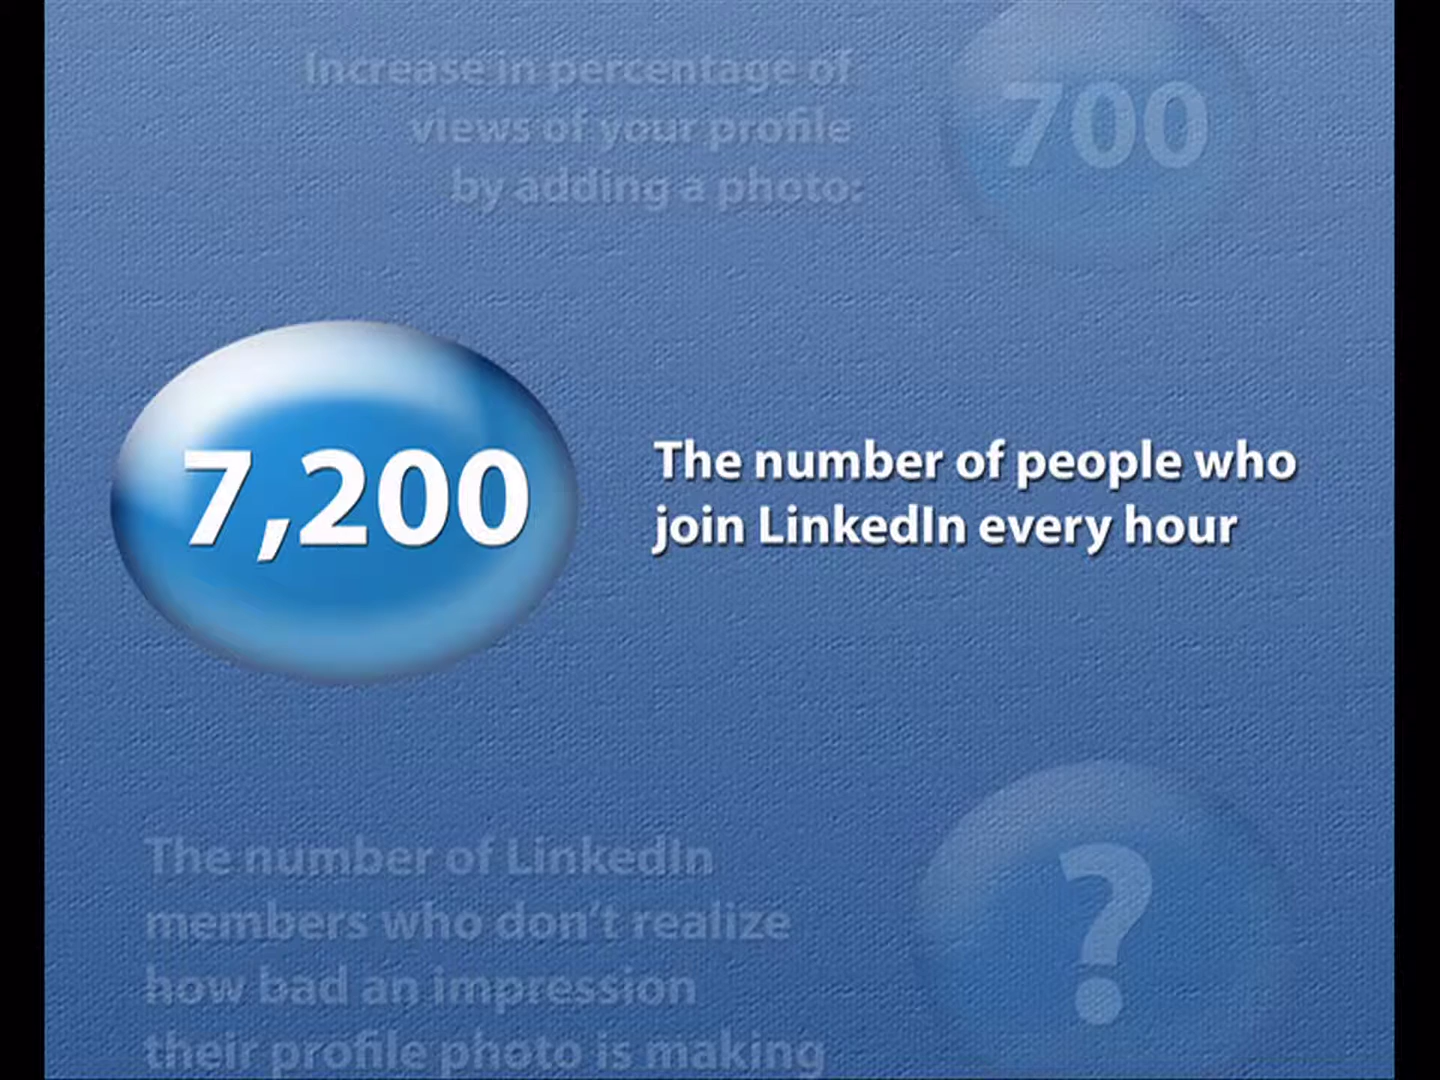 Increase in percentage of
views of your profile
by adding a photo:
700
7,200
The number of people who
join LinkedIn every hour
The number of LinkedIn
members who don't realize
how bad an impression
their profile photo is making
?